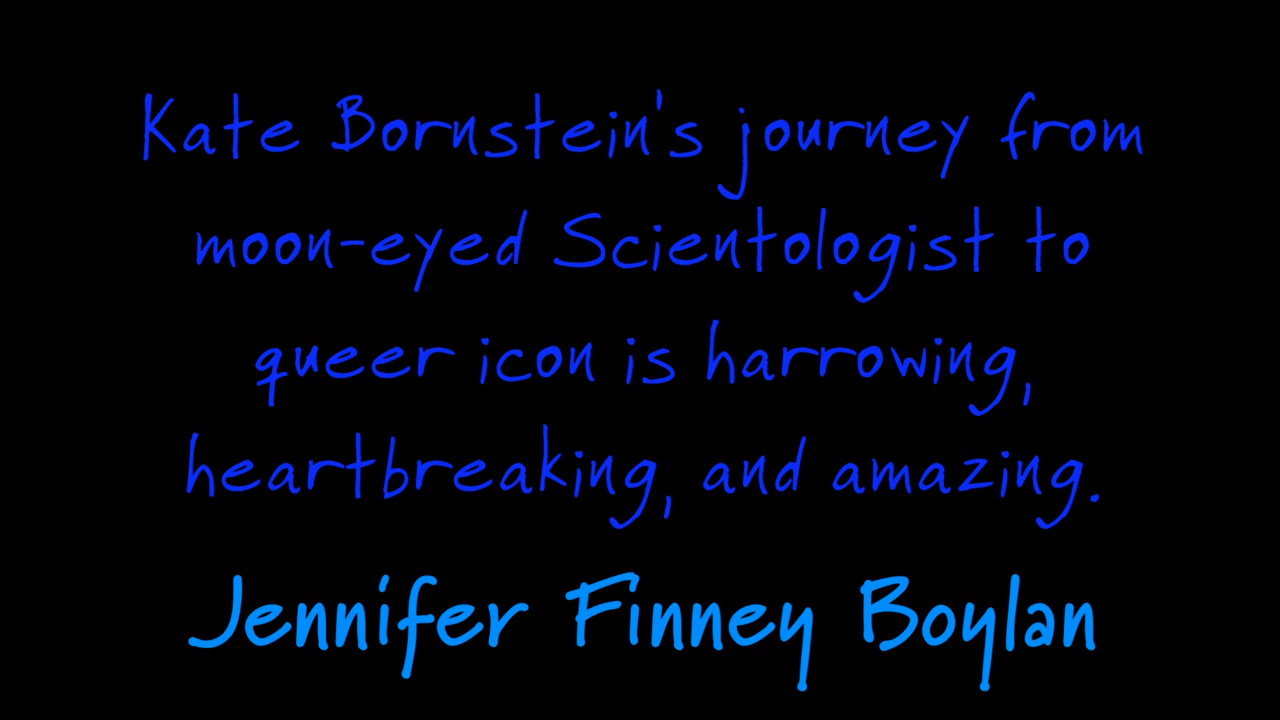 Kate Bornstein's journey from
moon-eyed Scientologist to
queer icon is harrowing,
heartbreaking, and amazing.
Jennifer Finney Boylan